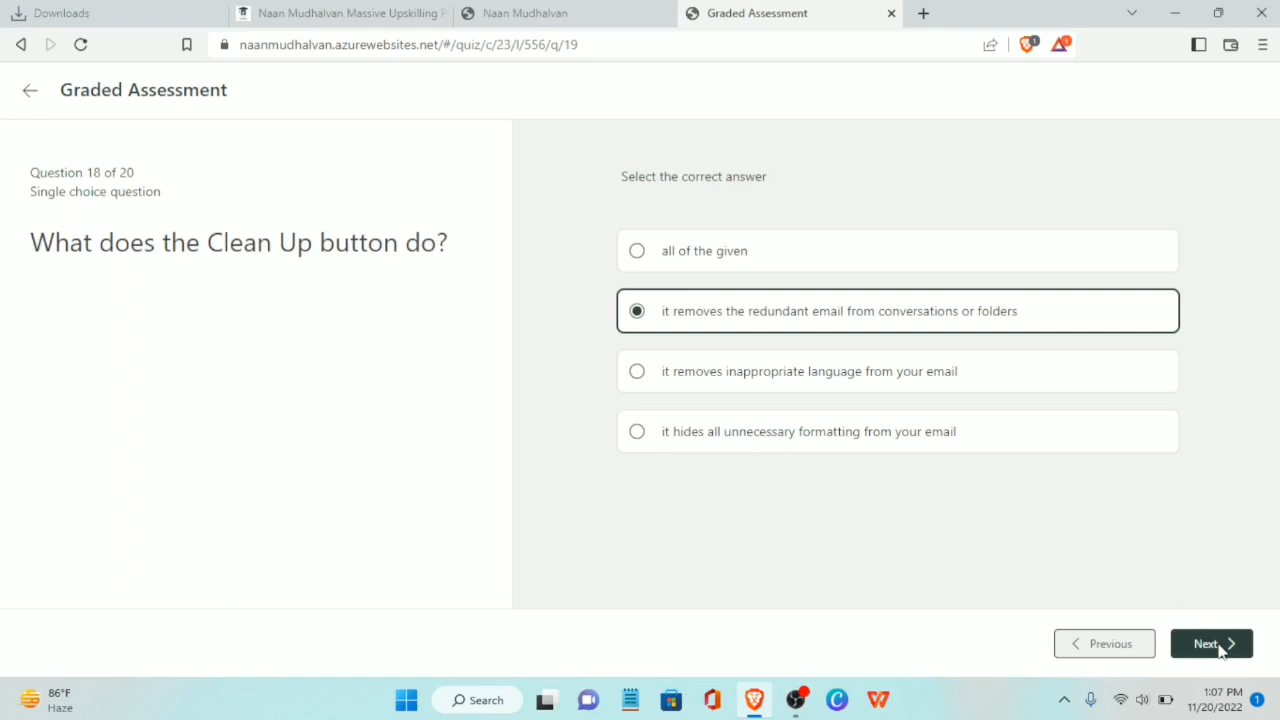 Downloads
Naan Mudhalvan Massive Upskilling P
Naan Mudhalvan
Graded Assessment
naanmudhalvan.azurewebsites.net/#/quiz/c/23/l/556/q/19
1
1
Graded Assessment
Question 18 of 20
Single choice question
What does the Clean Up button do?
Select the correct answer
all of the given
it removes the redundant email from conversations or folders
it removes inappropriate language from your email
it hides all unnecessary formatting from your email
Previous
Next
86°F
Haze
Search
1:07 PM
11/20/2022
1